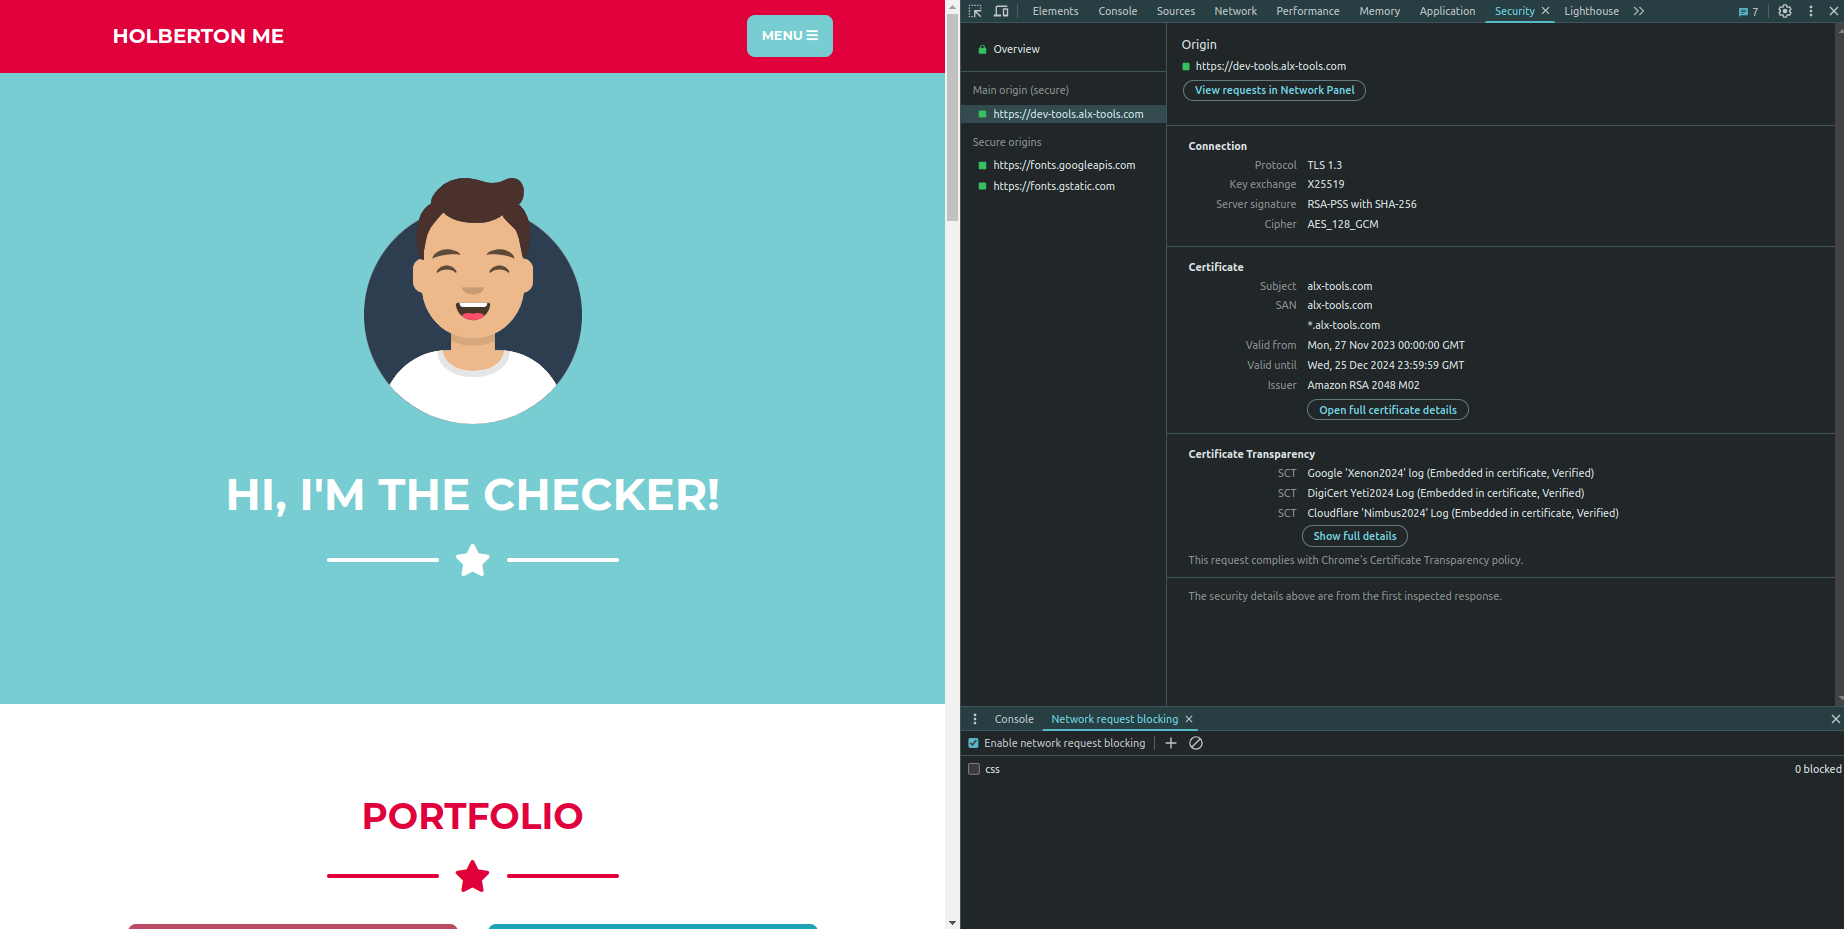 HOLBERTON ME
MENU
HI, I'M THE CHECKER!
PORTFOLIO
Elements Console Sources Network Performance Memory Application Security Lighthouse 7
Overview
Main origin (secure)
https://dev-tools.alx-tools.com
Secure origins
https://fonts.googleapis.com
https://fonts.gstatic.com
Origin
https://dev-tools.alx-tools.com
View requests in Network Panel
Connection
Protocol TLS 1.3
Key exchange X25519
Server signature RSA-PSS with SHA-256
Cipher AES_128_GCM
Certificate
Subject alx-tools.com
SAN alx-tools.com
*.alx-tools.com
Valid from Mon, 27 Nov 2023 00:00:00 GMT
Valid until Wed, 25 Dec 2024 23:59:59 GMT
Issuer Amazon RSA 2048 M02
Open full certificate details
Certificate Transparency
SCT Google 'Xenon2024' log (Embedded in certificate, Verified)
SCT DigiCert Yeti2024 Log (Embedded in certificate, Verified)
SCT Cloudflare 'Nimbus2024' Log (Embedded in certificate, Verified)
Show full details
This request complies with Chrome's Certificate Transparency policy.
The security details above are from the first inspected response.
Console Network request blocking
Enable network request blocking
css 0 blocked